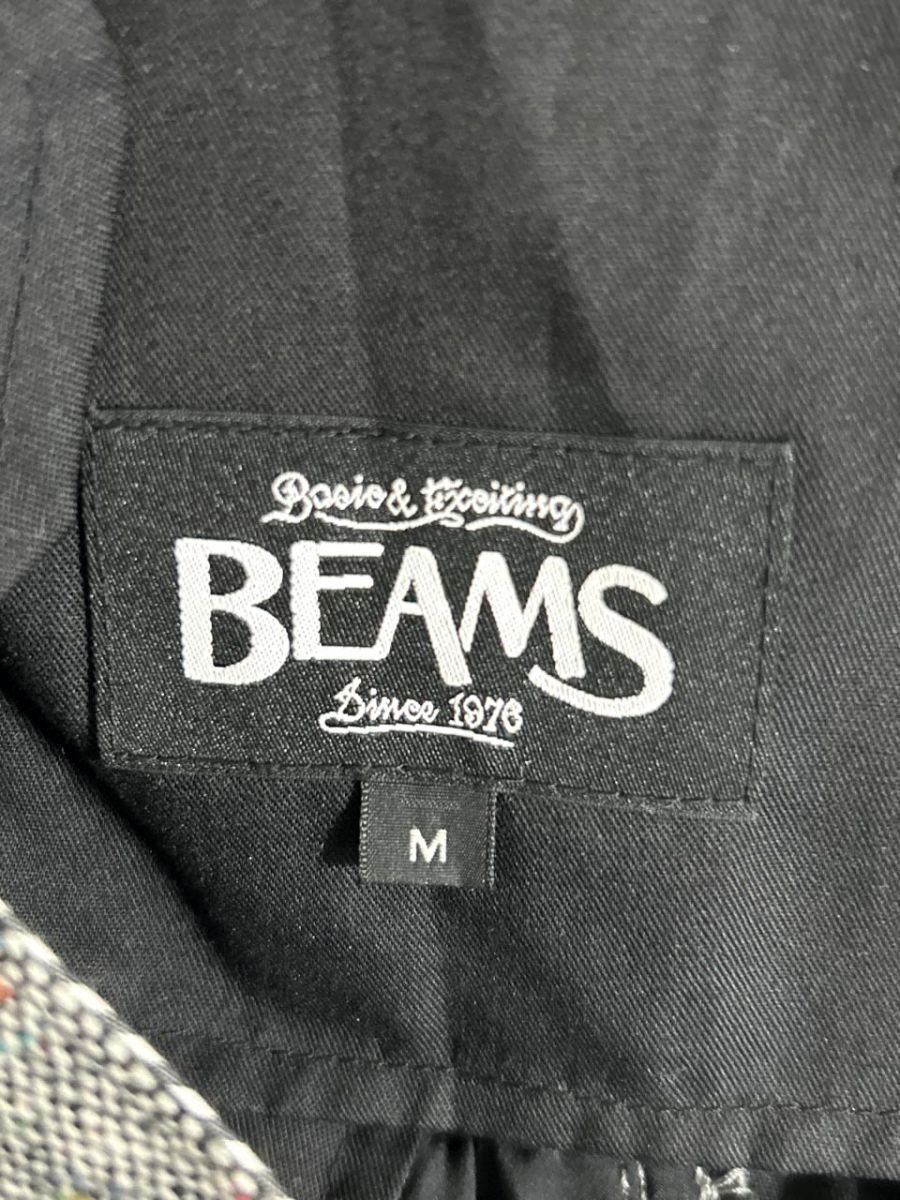 Basic & Exciting
BEAMS
Since 1976
M